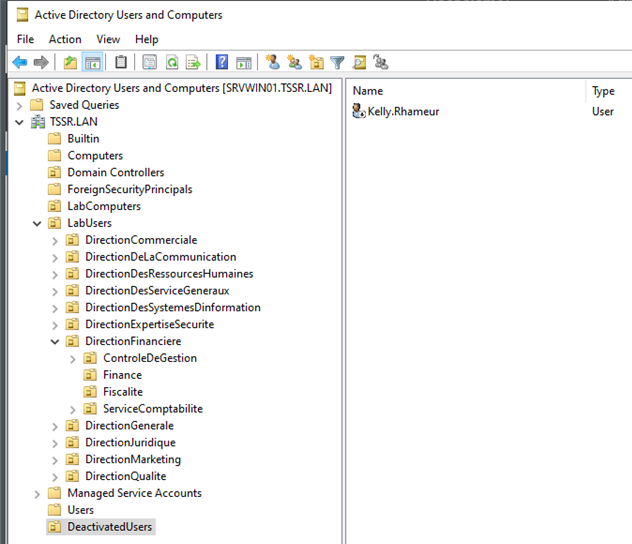 Active Directory Users and Computers
File Action View Help
Active Directory Users and Computers [SRVWIN01.TSSR.LAN]
Saved Queries
TSSR.LAN
Builtin
Computers
Domain Controllers
ForeignSecurityPrincipals
LabComputers
LabUsers
DirectionCommerciale
DirectionDeLaCommunication
DirectionDesRessourcesHumaines
DirectionDesServiceGeneraux
DirectionDesSystemesDinformation
DirectionExpertiseSecurite
DirectionFinanciere
ControleDeGestion
Finance
Fiscalite
ServiceComptabilite
DirectionGenerale
DirectionJuridique
DirectionMarketing
DirectionQualite
Managed Service Accounts
Users
DeactivatedUsers
Name Type
Kelly.Rhameur User